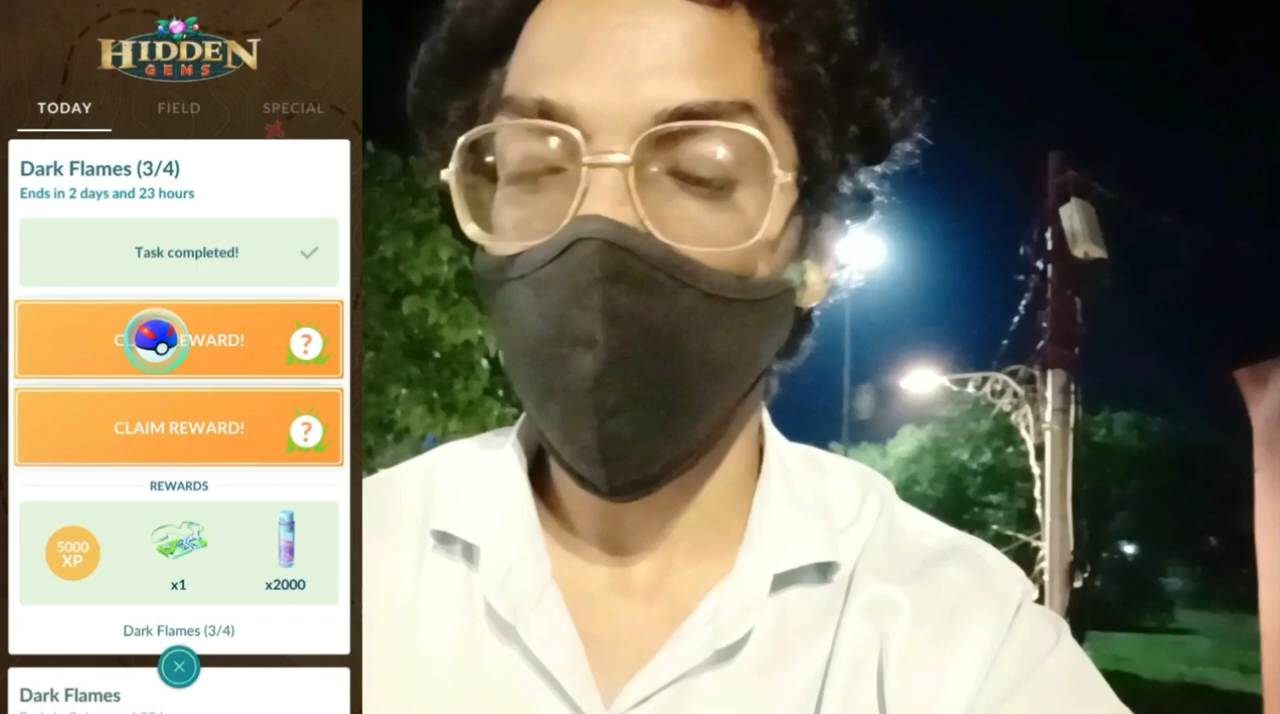 HIDDEN
GEMS
TODAY FIELD SPECIAL
Dark Flames (3/4)
Ends in 2 days and 23 hours
Task completed!
EWARD!
?
CLAIM REWARD!
?
REWARDS
5000
XP
x1
x2000
Dark Flames (3/4)
Dark Flames